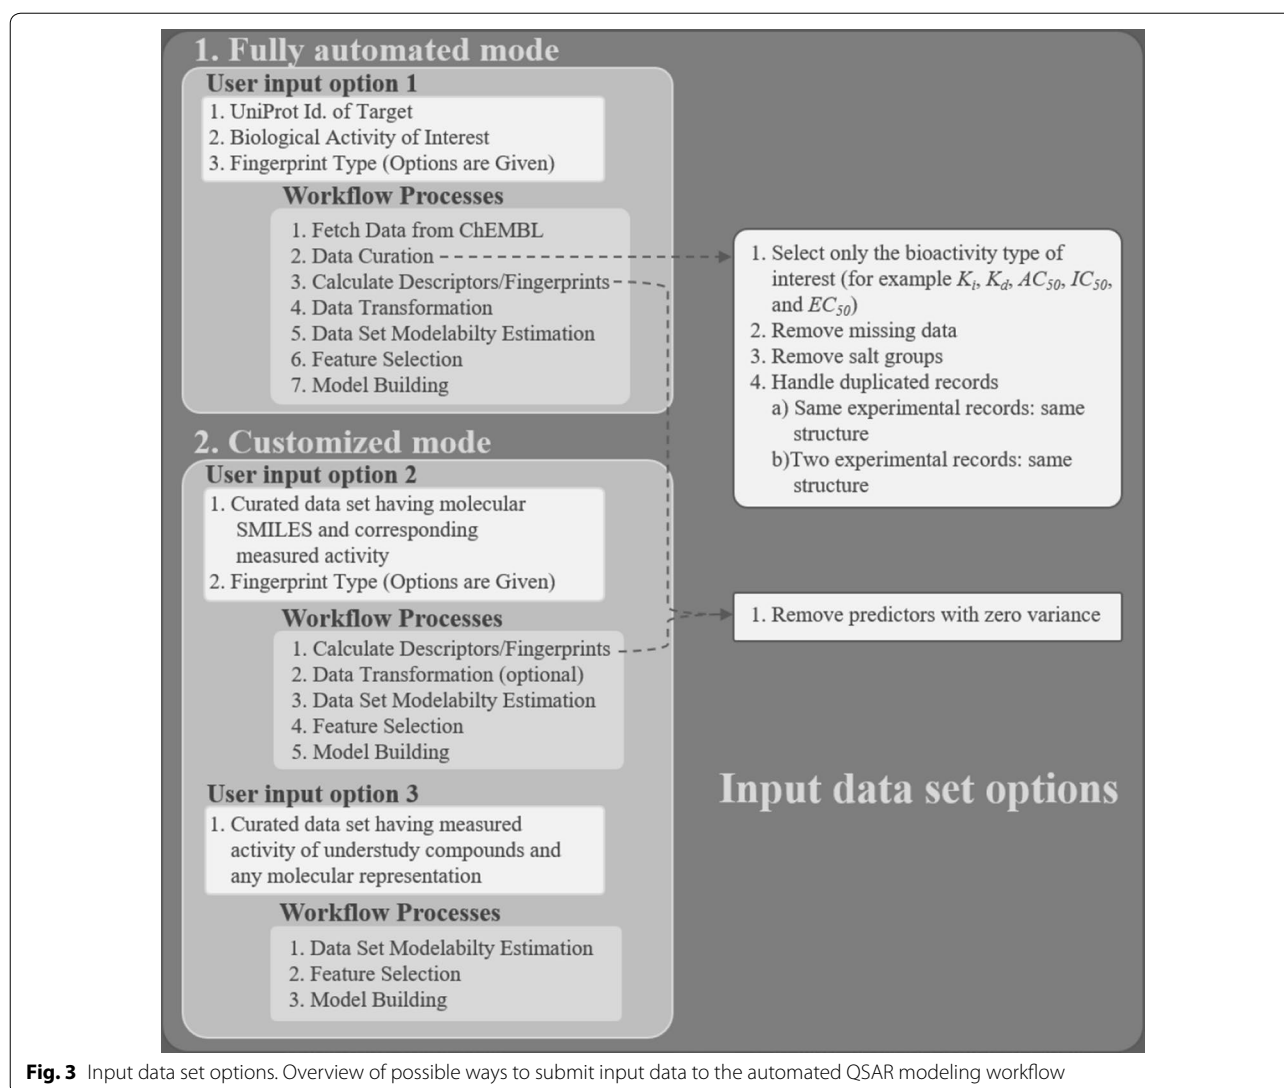 1. Fully automated mode
User input option 1
1. UniProt Id. of Target
2. Biological Activity of Interest
3. Fingerprint Type (Options are Given)
Workflow Processes
1. Fetch Data from ChEMBL
2. Data Curation
3. Calculate Descriptors/Fingerprints
4. Data Transformation
5. Data Set Modelabilty Estimation
6. Feature Selection
7. Model Building
1. Select only the bioactivity type of
interest (for example Ki, Kd, AC50, IC50,
and EC50)
2. Remove missing data
3. Remove salt groups
4. Handle duplicated records
a) Same experimental records: same
structure
b)Two experimental records: same
structure
2. Customized mode
User input option 2
1. Curated data set having molecular
SMILES and corresponding
measured activity
2. Fingerprint Type (Options are Given)
Workflow Processes
1. Calculate Descriptors/Fingerprints
2. Data Transformation (optional)
3. Data Set Modelabilty Estimation
4. Feature Selection
5. Model Building
1. Remove predictors with zero variance
User input option 3
1. Curated data set having measured
activity of understudy compounds and
any molecular representation
Workflow Processes
1. Data Set Modelabilty Estimation
2. Feature Selection
3. Model Building
Input data set options
Fig. 3 Input data set options. Overview of possible ways to submit input data to the automated QSAR modeling workflow